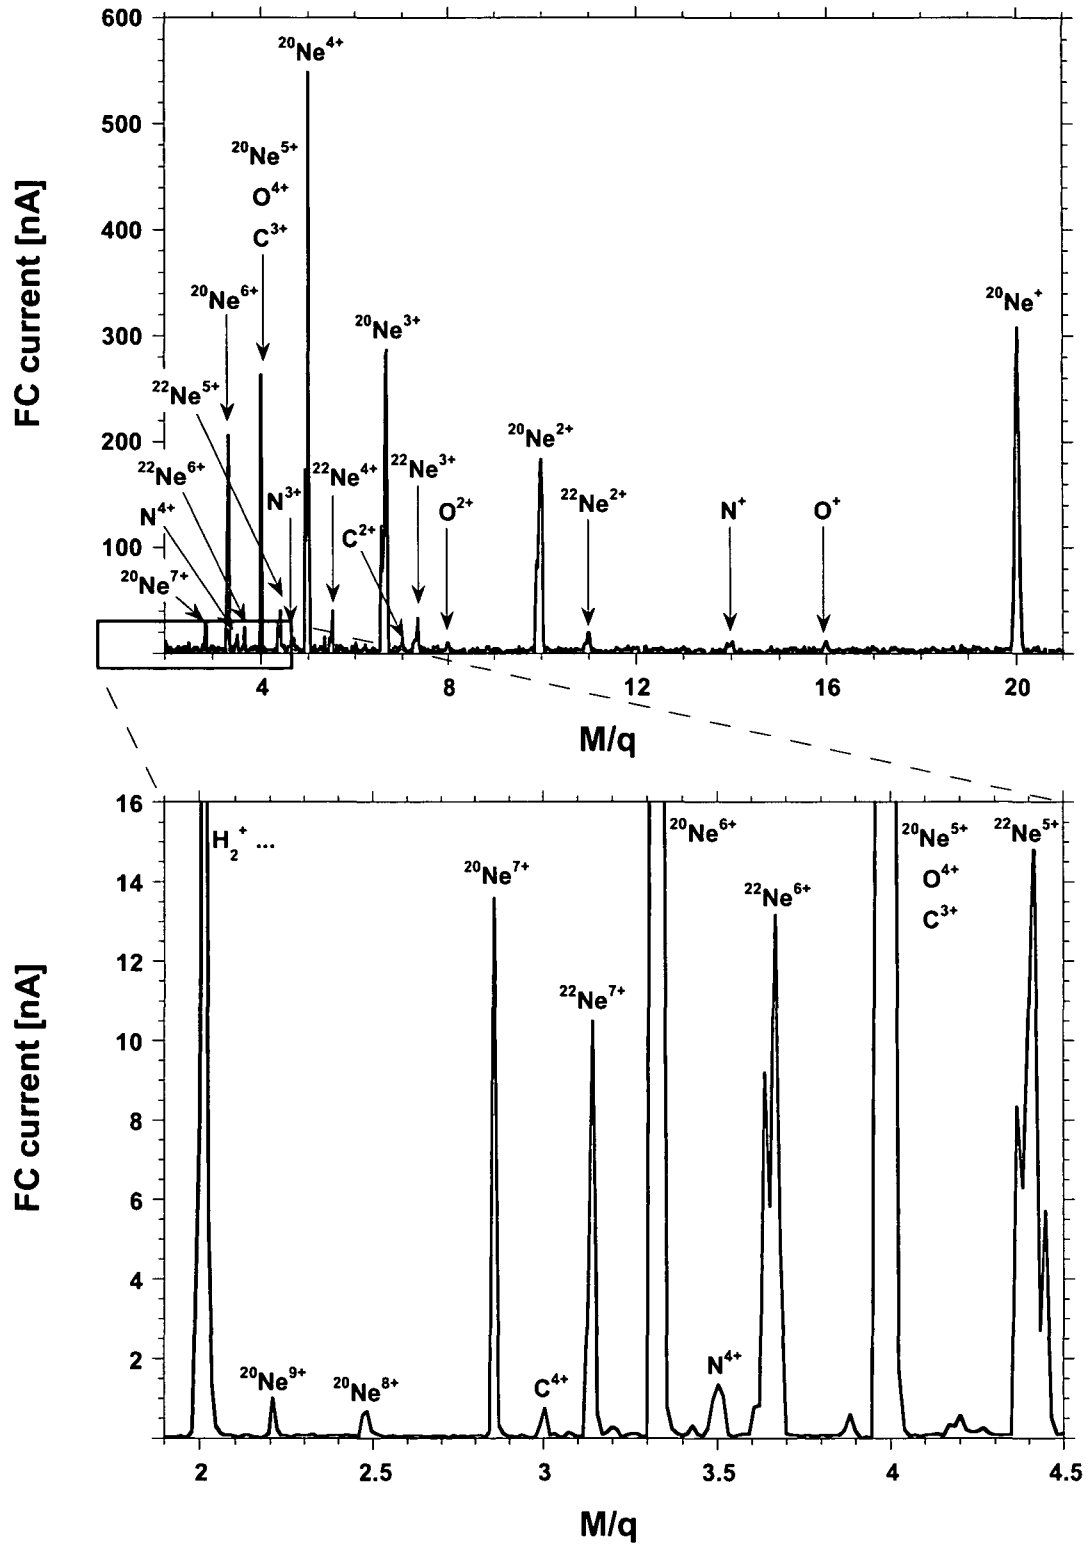 600
500
400
300
200
100
FC current [nA]
²⁰Ne⁴⁺
²⁰Ne⁵⁺
O⁴⁺
C³⁺
²⁰Ne⁶⁺
²²Ne⁵⁺
²²Ne⁶⁺
N⁴⁺
²⁰Ne⁷⁺
N³⁺
²²Ne⁴⁺
C²⁺
²⁰Ne³⁺
²²Ne³⁺
O²⁺
²⁰Ne²⁺
²²Ne²⁺
N⁺
O⁺
²⁰Ne⁺
4 8 12 16 20
M/q
16
14
12
10
8
6
4
2
FC current [nA]
H₂⁺ ...
²⁰Ne⁹⁺
²⁰Ne⁸⁺
²⁰Ne⁷⁺
C⁴⁺
²²Ne⁷⁺
²⁰Ne⁶⁺
N⁴⁺
²²Ne⁶⁺
²⁰Ne⁵⁺
O⁴⁺
C³⁺
²²Ne⁵⁺
2 2.5 3 3.5 4 4.5
M/q